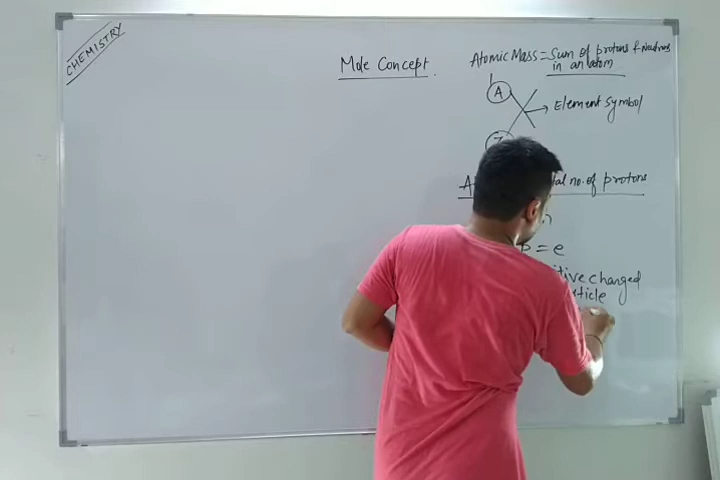 CHEMISTRY
Mole Concept
Atomic Mass = Sum of protons & Neutrons
in an atom
A
Element symbol
no. of protons
p = e
changed